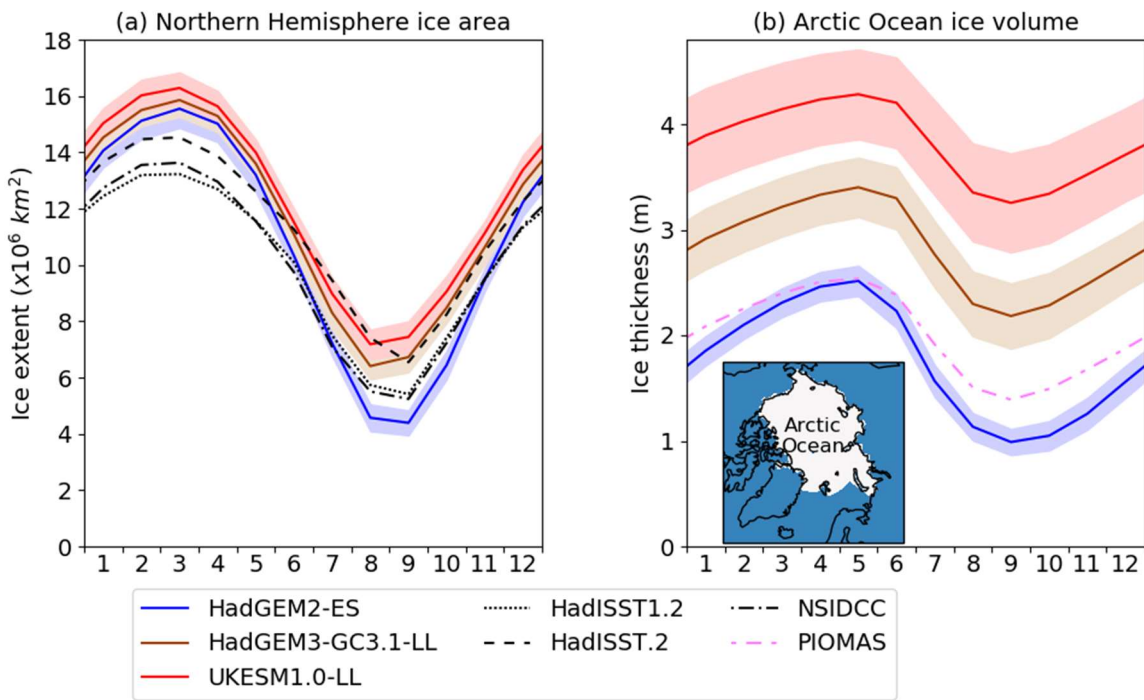 (a) Northern Hemisphere ice area
(b) Arctic Ocean ice volume
Ice extent (x10⁶ km²)
18
16
14
12
10
8
6
4
2
0
1 2 3 4 5 6 7 8 9 10 11 12
Ice thickness (m)
4
3
2
1
0
Arctic
Ocean
1 2 3 4 5 6 7 8 9 10 11 12
HadGEM2-ES
HadGEM3-GC3.1-LL
UKESM1.0-LL
HadISST1.2
HadISST.2
NSIDCC
PIOMAS